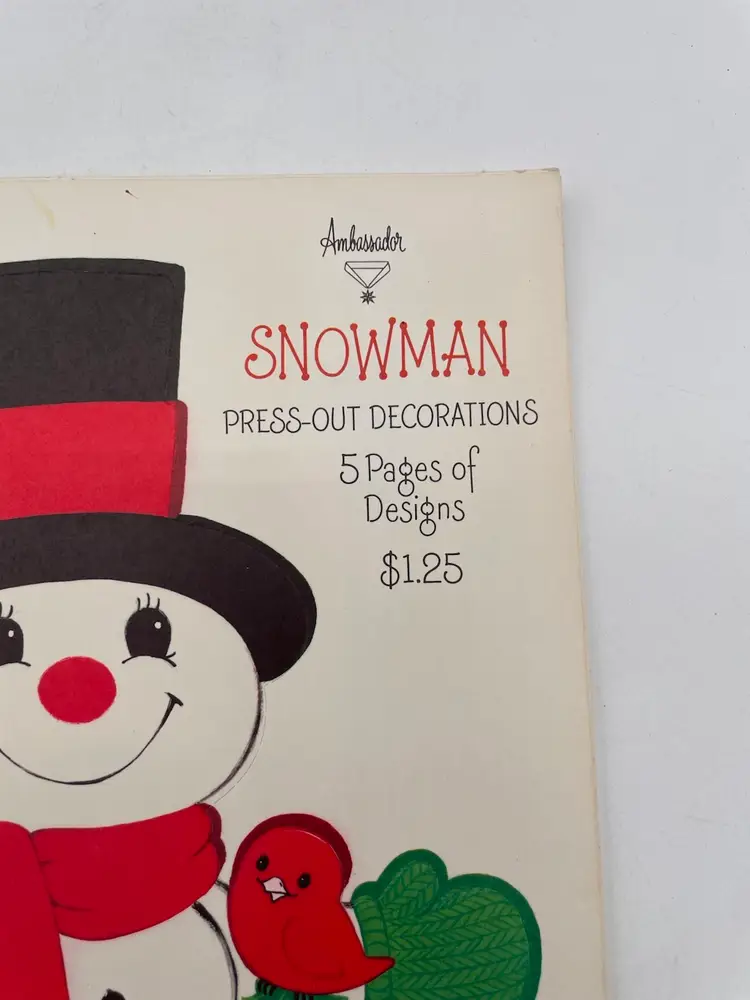 Ambassador
SNOWMAN
PRESS-OUT DECORATIONS
5 Pages of
Designs
$1.25